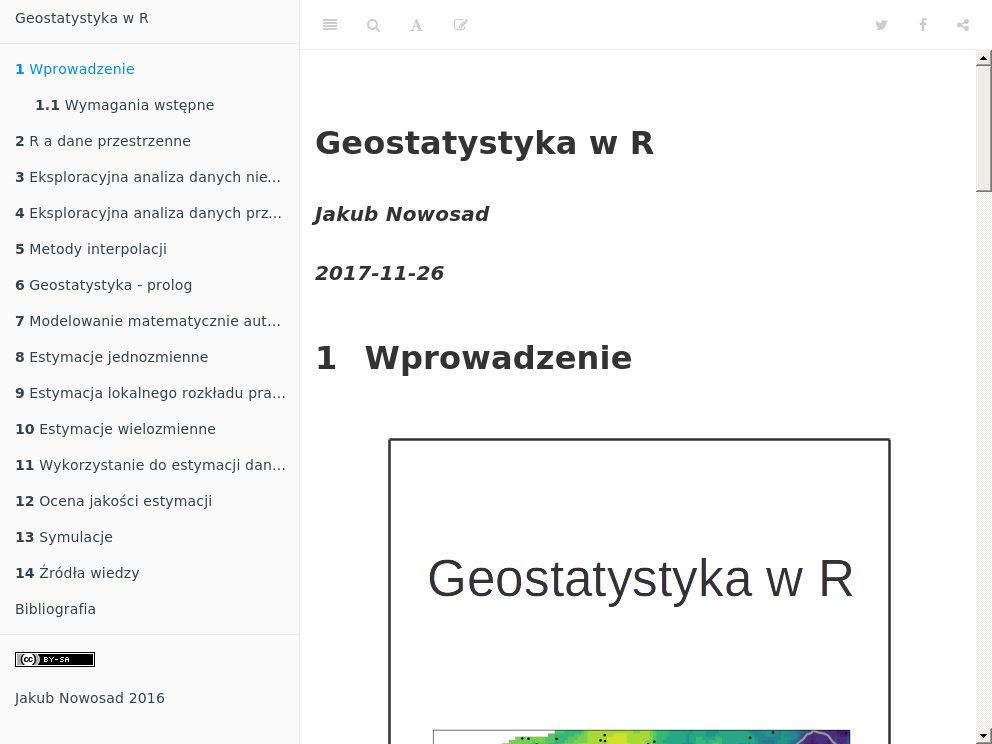 Geostatystyka w R
1 Wprowadzenie
1.1 Wymagania wstępne
2 R a dane przestrzenne
3 Eksploracyjna analiza danych nie...
4 Eksploracyjna analiza danych prz...
5 Metody interpolacji
6 Geostatystyka - prolog
7 Modelowanie matematycznie aut...
8 Estymacje jednozmienne
9 Estymacja lokalnego rozkładu pra...
10 Estymacje wielozmienne
11 Wykorzystanie do estymacji dan...
12 Ocena jakości estymacji
13 Symulacje
14 Źródła wiedzy
Bibliografia
cc BY-SA
Jakub Nowosad 2016
A
Geostatystyka w R
Jakub Nowosad
2017-11-26
1 Wprowadzenie
Geostatystyka w R